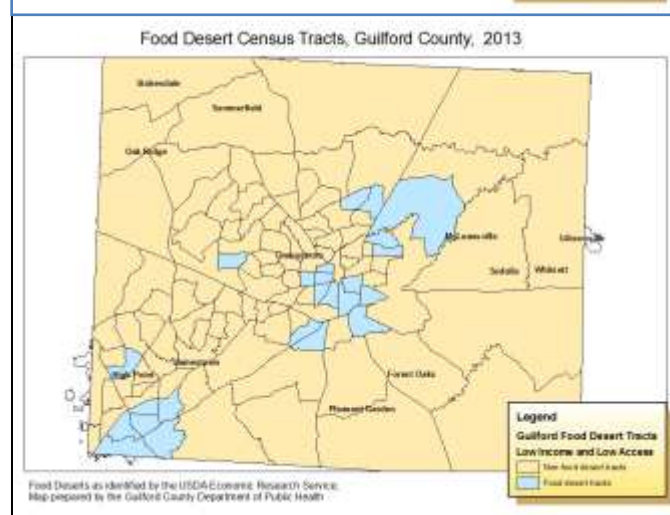 Food Desert Census Tracts, Guilford County, 2013
Stokesdale
Summerfield
Oak Ridge
Greensboro
McLeansville
Gibsonville
Sedalia
Whitsett
Jamestown
High Point
Forest Oaks
Pleasant Garden
Legend
Guilford Food Desert Tracts
Low Income and Low Access
Non food desert tracts
Food desert tracts
Food Deserts as identified by the USDA-Economic Research Service.
Map prepared by the Guilford County Department of Public Health